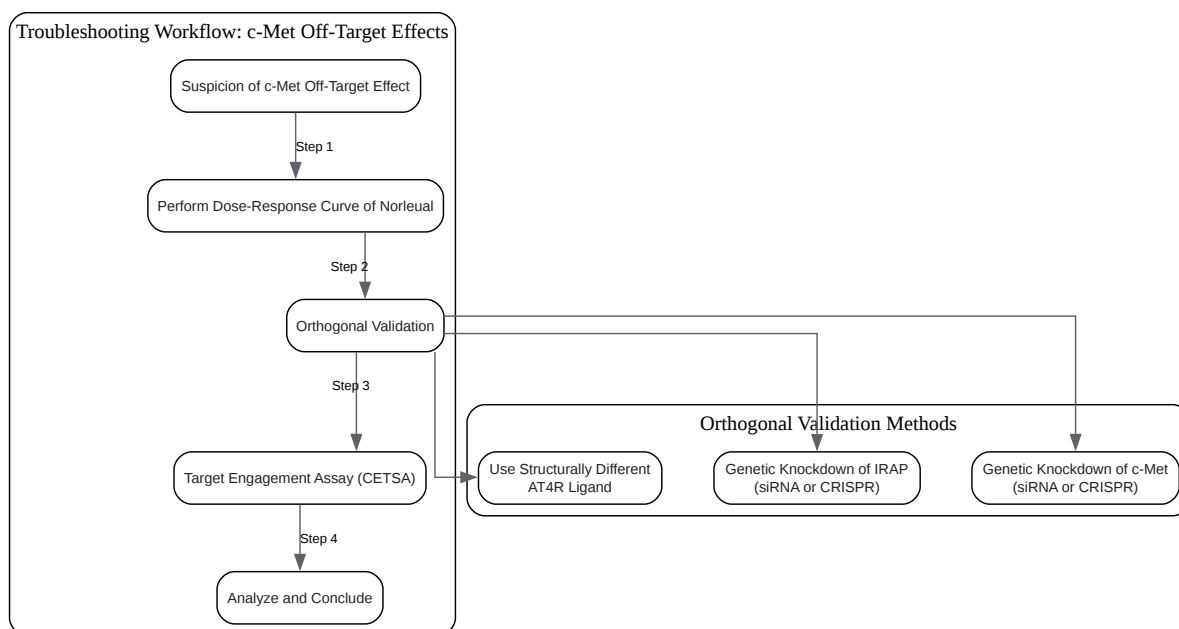 Troubleshooting Workflow: c-Met Off-Target Effects
Suspicion of c-Met Off-Target Effect
Step 1
Perform Dose-Response Curve of Norleual
Step 2
Orthogonal Validation
Step 3
Target Engagement Assay (CETSA)
Step 4
Analyze and Conclude
Orthogonal Validation Methods
Use Structurally Different
AT4R Ligand
Genetic Knockdown of IRAP
(siRNA or CRISPR)
Genetic Knockdown of c-Met
(siRNA or CRISPR)